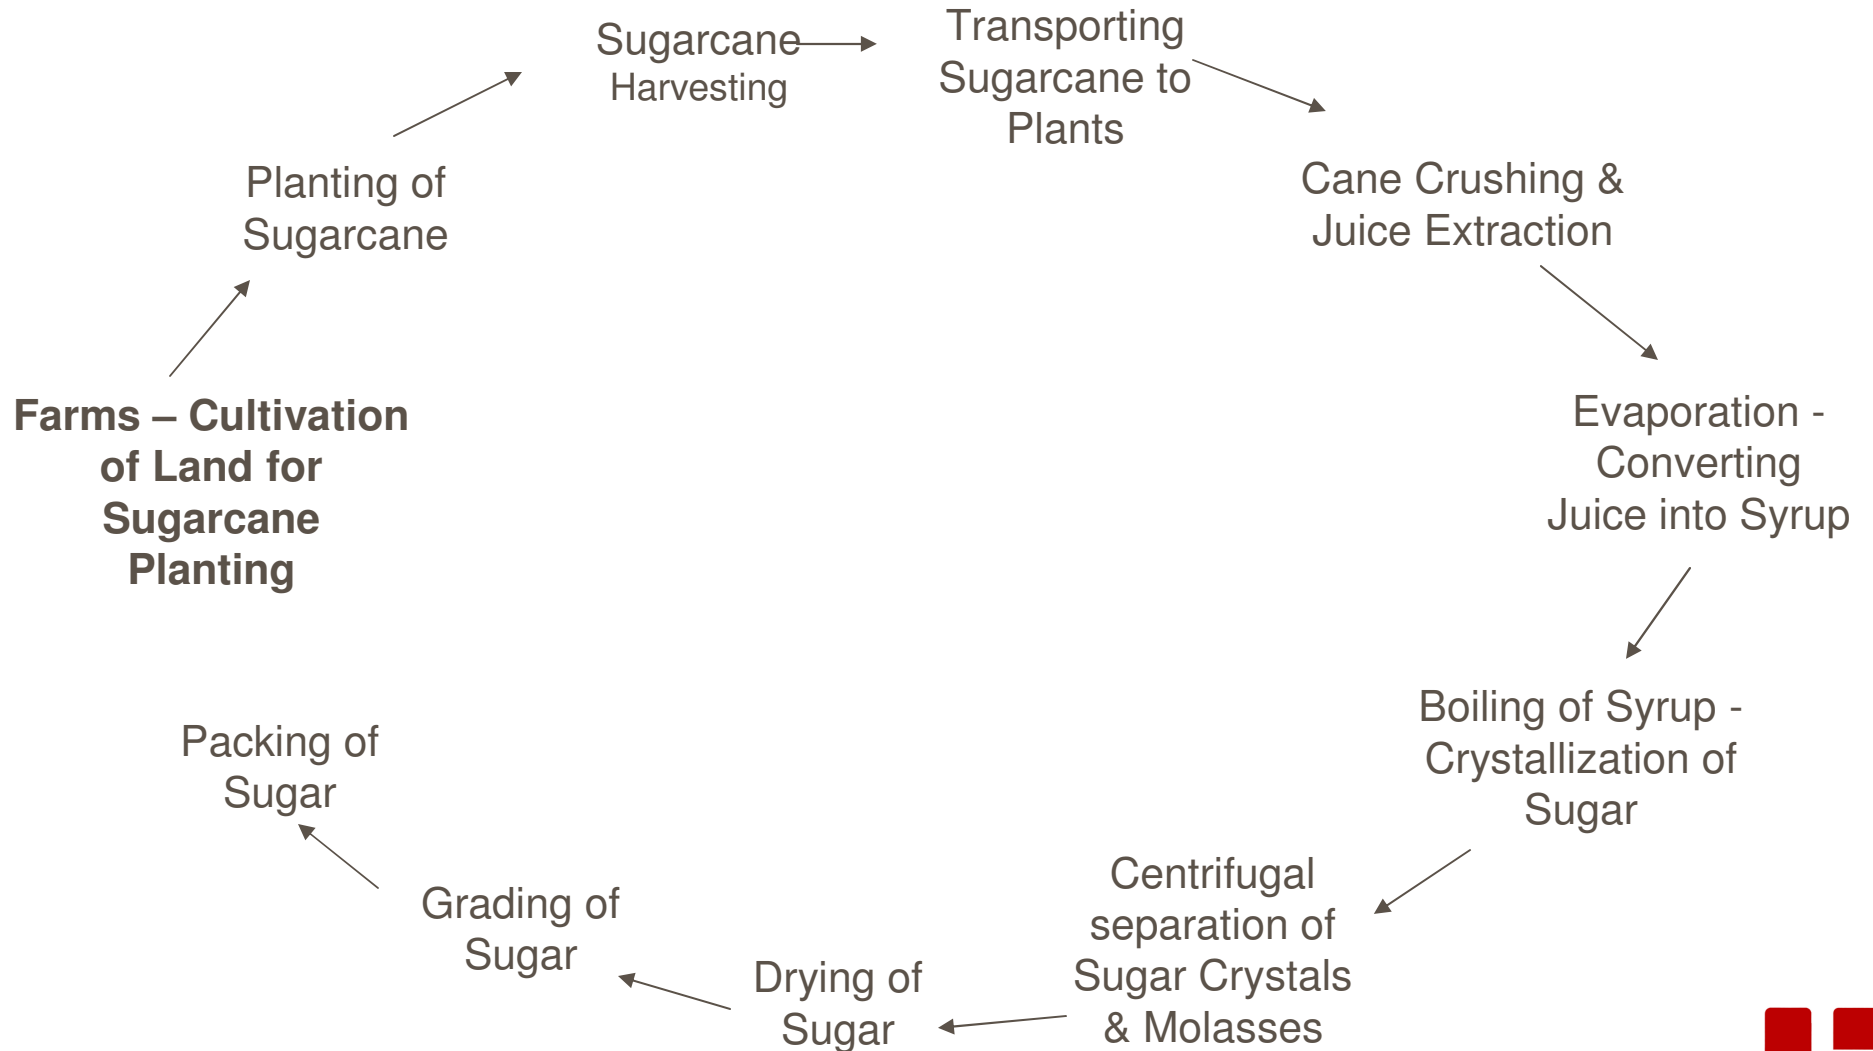 Farms – Cultivation
of Land for
Sugarcane
Planting
Planting of
Sugarcane
Sugarcane
Harvesting
Transporting
Sugarcane to
Plants
Cane Crushing &
Juice Extraction
Evaporation -
Converting
Juice into Syrup
Boiling of Syrup -
Crystallization of
Sugar
Centrifugal
separation of
Sugar Crystals
& Molasses
Drying of
Sugar
Grading of
Sugar
Packing of
Sugar